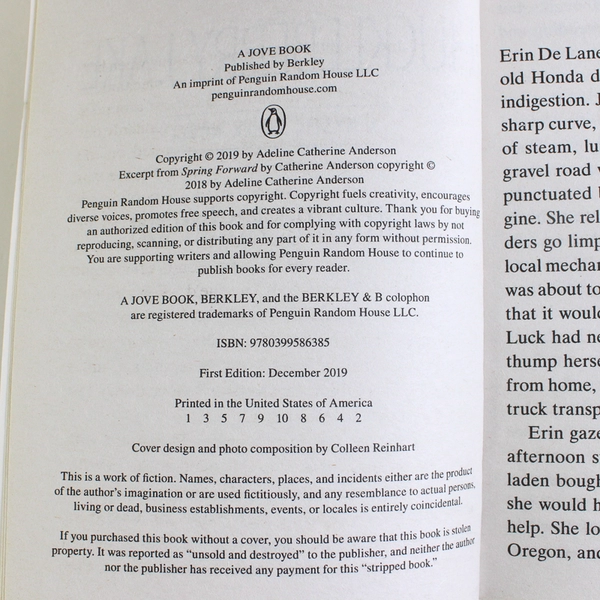 A JOVE BOOK
Published by Berkley
An imprint of Penguin Random House LLC
penguinrandomhouse.com
Copyright © 2019 by Adeline Catherine Anderson
Excerpt from Spring Forward by Catherine Anderson copyright ©
2018 by Adeline Catherine Anderson
Penguin Random House supports copyright. Copyright fuels creativity, encourages
diverse voices, promotes free speech, and creates a vibrant culture. Thank you for buying
an authorized edition of this book and for complying with copyright laws by not
reproducing, scanning, or distributing any part of it in any form without permission.
You are supporting writers and allowing Penguin Random House to continue to
publish books for every reader.
A JOVE BOOK, BERKLEY, and the BERKLEY & B colophon
are registered trademarks of Penguin Random House LLC.
ISBN: 9780399586385
First Edition: December 2019
Printed in the United States of America
1 3 5 7 9 10 8 6 4 2
Cover design and photo composition by Colleen Reinhart
This is a work of fiction. Names, characters, places, and incidents either are the product
of the author's imagination or are used fictitiously, and any resemblance to actual persons,
living or dead, business establishments, events, or locales is entirely coincidental.
If you purchased this book without a cover, you should be aware that this book is stolen
property. It was reported as "unsold and destroyed" to the publisher, and neither the author
nor the publisher has received any payment for this "stripped book."
Erin De Lane
old Honda d
indigestion. J
sharp curve,
of steam, lu
gravel road
punctuated
gine. She rel
ders go limp
local mechan
was about to
that it would
Luck had ne
thump herse
from home,
truck transp
Erin gaze
afternoon s
laden bough
she would h
help. She lo
Oregon, and